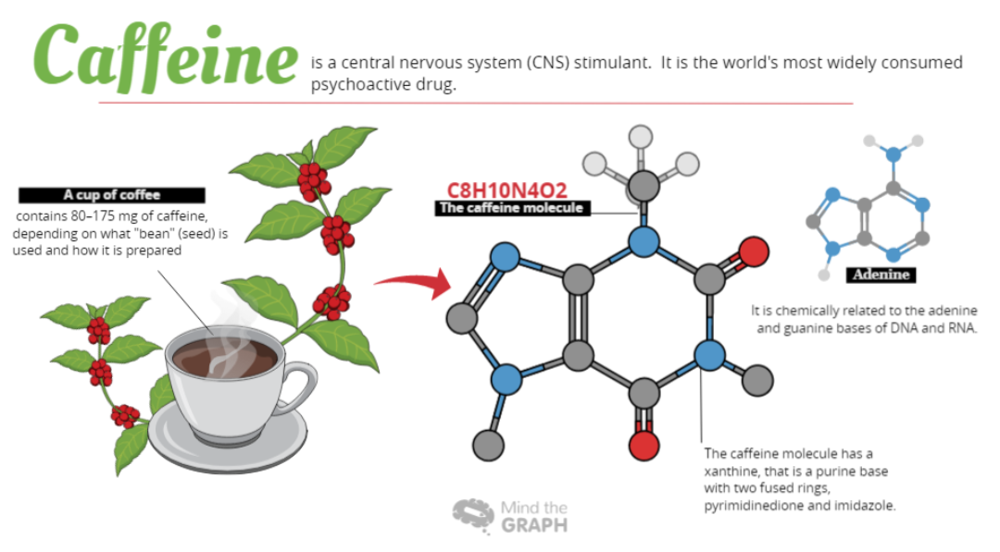 Caffeine
is a central nervous system (CNS) stimulant. It is the world's most widely consumed
psychoactive drug.
A cup of coffee
contains 80–175 mg of caffeine,
depending on what "bean" (seed) is
used and how it is prepared
C8H10N4O2
The caffeine molecule
Adenine
It is chemically related to the adenine
and guanine bases of DNA and RNA.
The caffeine molecule has a
xanthine, that is a purine base
with two fused rings,
pyrimidinedione and imidazole.
Mind the
GRAPH